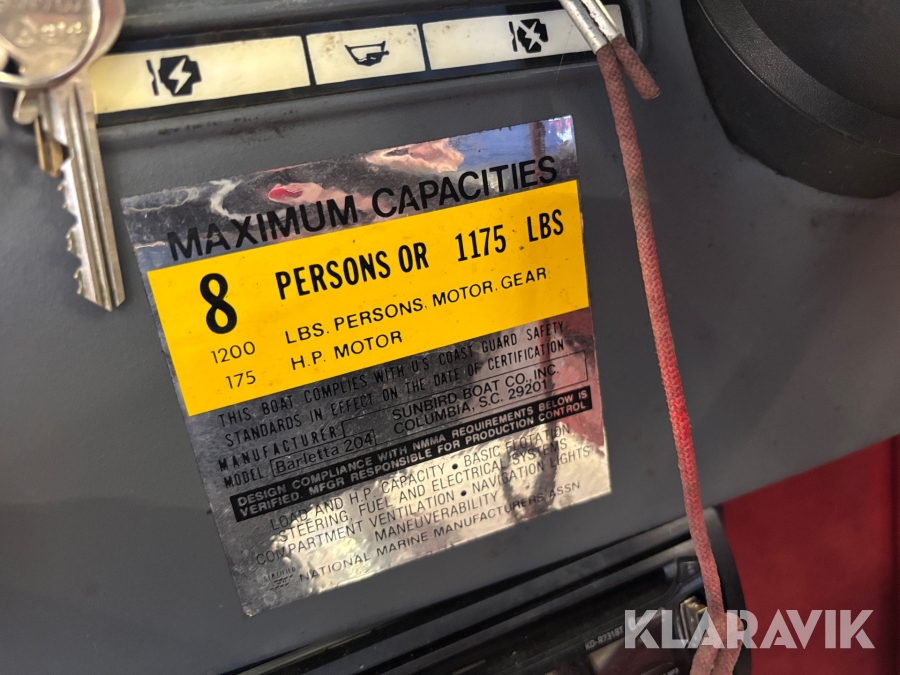 MAXIMUM CAPACITIES
8 PERSONS OR 1175 LBS
1200 LBS. PERSONS, MOTOR, GEAR
175 H.P. MOTOR
THIS BOAT COMPLIES WITH U.S. COAST GUARD SAFETY
STANDARDS IN EFFECT ON THE DATE OF CERTIFICATION
MANUFACTURER SUNBIRD BOAT CO., INC.
COLUMBIA, S.C. 29201
MODEL Barletta 204
DESIGN COMPLIANCE WITH NMMA REQUIREMENTS BELOW IS
VERIFIED. MFGR RESPONSIBLE FOR PRODUCTION CONTROL
LOAD AND H.P. CAPACITY • BASIC FLOTATION
STEERING, FUEL AND ELECTRICAL SYSTEMS
COMPARTMENT VENTILATION • NAVIGATION LIGHTS
MANEUVERABILITY
NATIONAL MARINE MANUFACTURERS ASSN
KLARAVIK